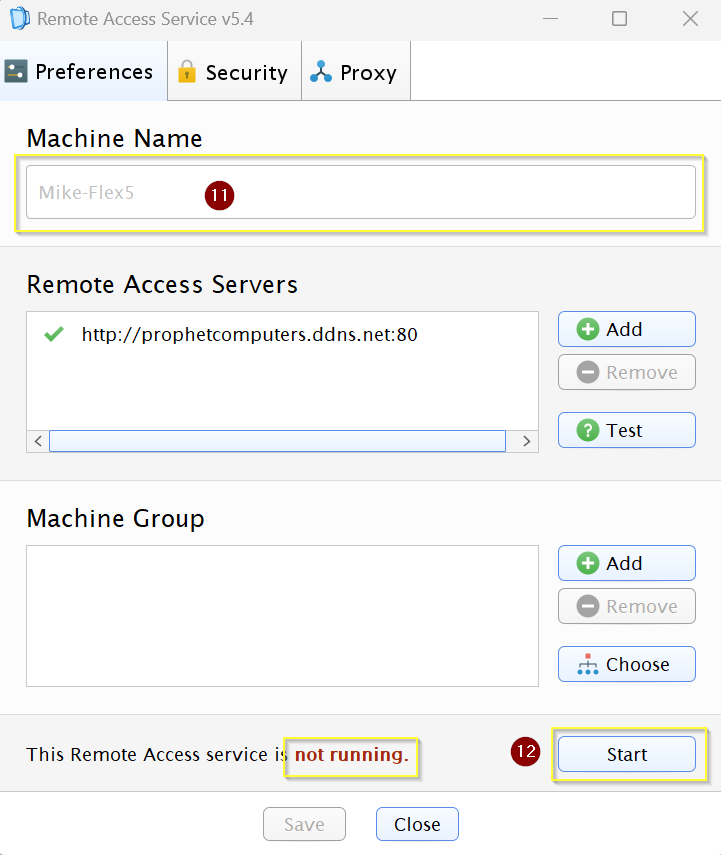 Remote Access Service v5.4
Preferences Security Proxy
Machine Name
Mike-Flex5 11
Remote Access Servers
http://prophetcomputers.ddns.net:80
Add
Remove
Test
Machine Group
Add
Remove
Choose
This Remote Access service is not running. 12 Start
Save Close